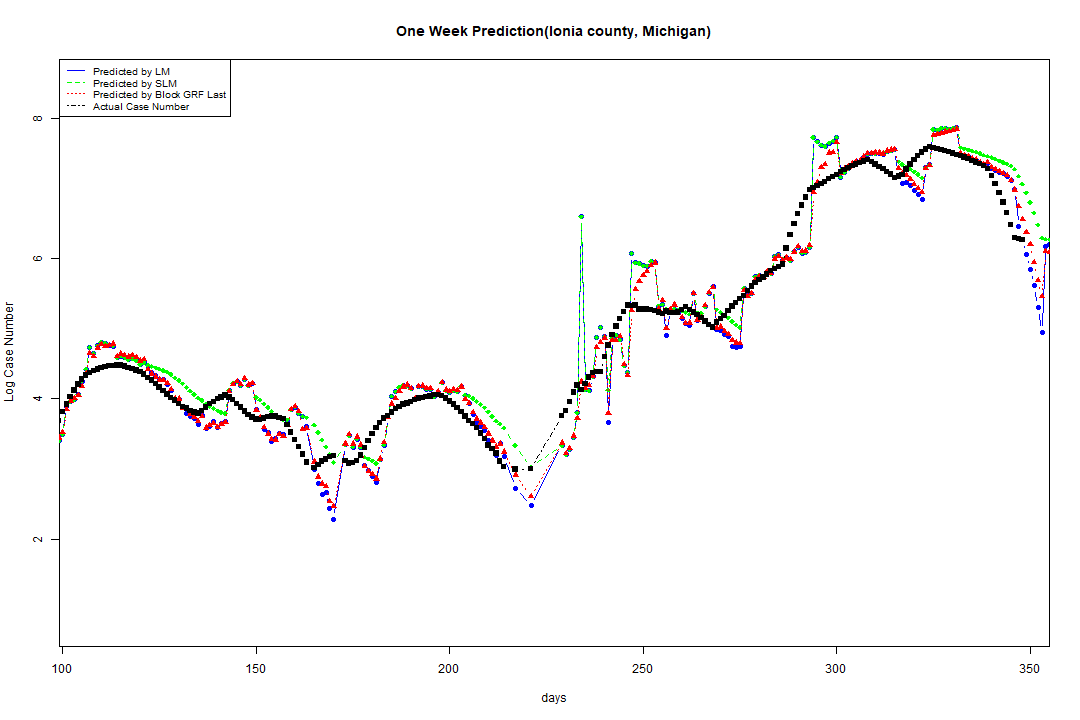 One Week Prediction(Ionia county, Michigan)
Predicted by LM
Predicted by SLM
Predicted by Block GRF Last
Actual Case Number
Log Case Number
8
6
4
2
100 150 200 250 300 350
days